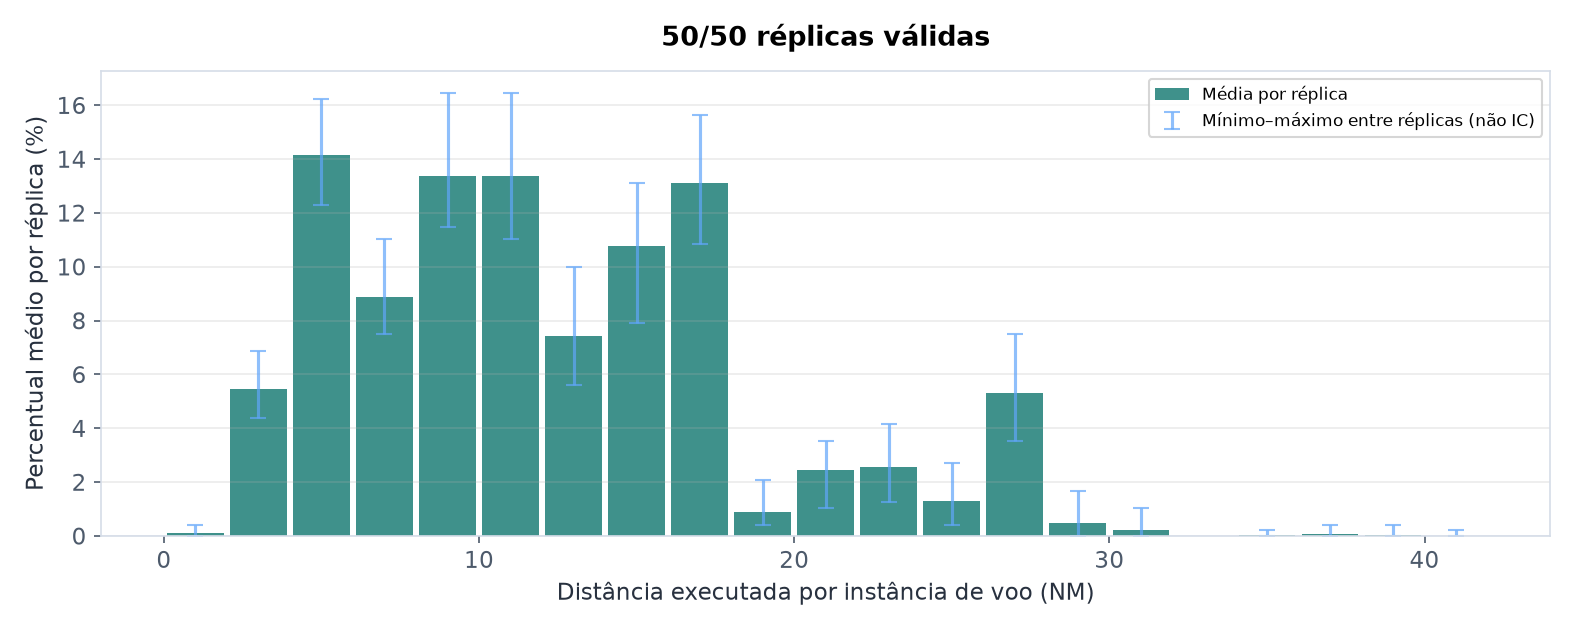 50/50 réplicas válidas
Média por réplica
Mínimo–máximo entre réplicas (não IC)
Percentual médio por réplica (%)
16
14
12
10
8
6
4
2
0
0 10 20 30 40
Distância executada por instância de voo (NM)